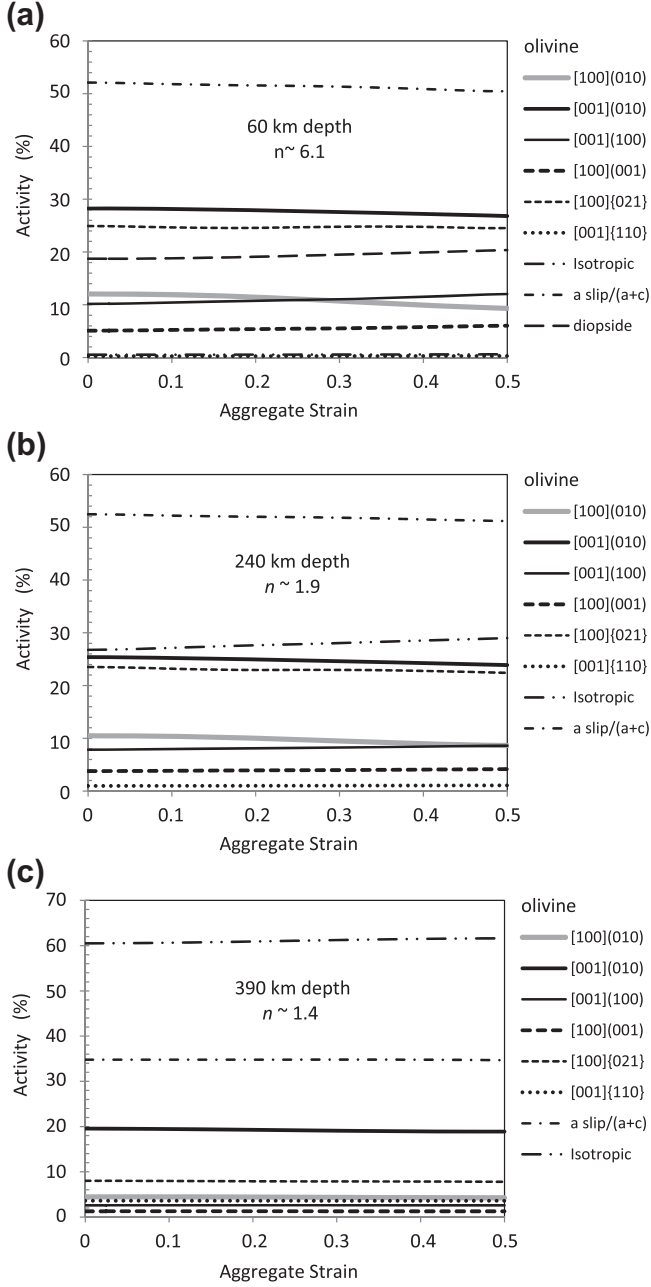 (a)
60
50
40
30
20
10
0
Activity (%)
60 km depth
n~ 6.1
0 0.1 0.2 0.3 0.4 0.5
Aggregate Strain
olivine
[100](010)
[001](010)
[001](100)
[100](001)
[100]{021}
[001]{110}
Isotropic
a slip/(a+c)
diopside
(b)
60
50
40
30
20
10
0
Activity (%)
240 km depth
n ~ 1.9
0 0.1 0.2 0.3 0.4 0.5
Aggregate Strain
olivine
[100](010)
[001](010)
[001](100)
[100](001)
[100]{021}
[001]{110}
Isotropic
a slip/(a+c)
(c)
70
60
50
40
30
20
10
0
Activity (%)
390 km depth
n ~ 1.4
0 0.1 0.2 0.3 0.4 0.5
Aggregate Strain
olivine
[100](010)
[001](010)
[001](100)
[100](001)
[100]{021}
[001]{110}
a slip/(a+c)
Isotropic